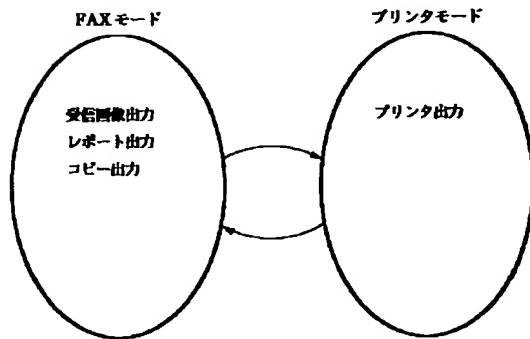 FAXモード
プリンタモード
受信画像出力
レポート出力
コピー出力
プリンタ出力